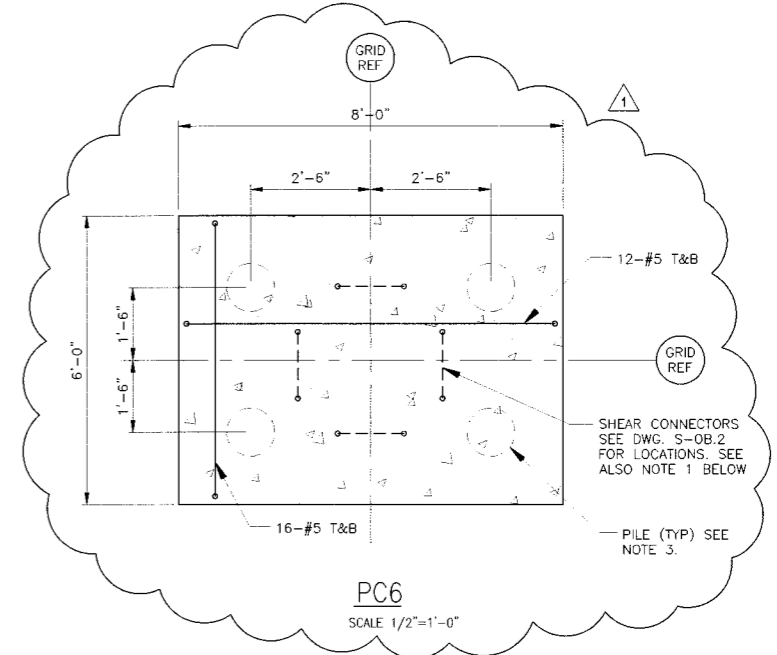 GRID
REF
1
8'-0"
2'-6" 2'-6"
12-#5 T&B
1'-6"
6'-0"
GRID
REF
1'-6"
SHEAR CONNECTORS
SEE DWG. S-0B.2
FOR LOCATIONS. SEE
ALSO NOTE 1 BELOW
16-#5 T&B
PILE (TYP) SEE
NOTE 3.
PC6
SCALE 1/2"=1'-0"